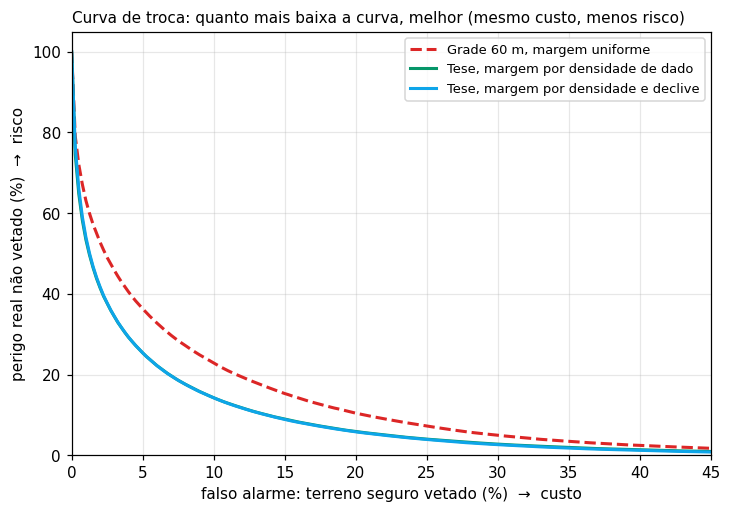 Curva de troca: quanto mais baixa a curva, melhor (mesmo custo, menos risco)
Grade 60 m, margem uniforme
Tese, margem por densidade de dado
Tese, margem por densidade e declive
perigo real não vetado (%) → risco
100
80
60
40
20
0
0 5 10 15 20 25 30 35 40 45
falso alarme: terreno seguro vetado (%) → custo